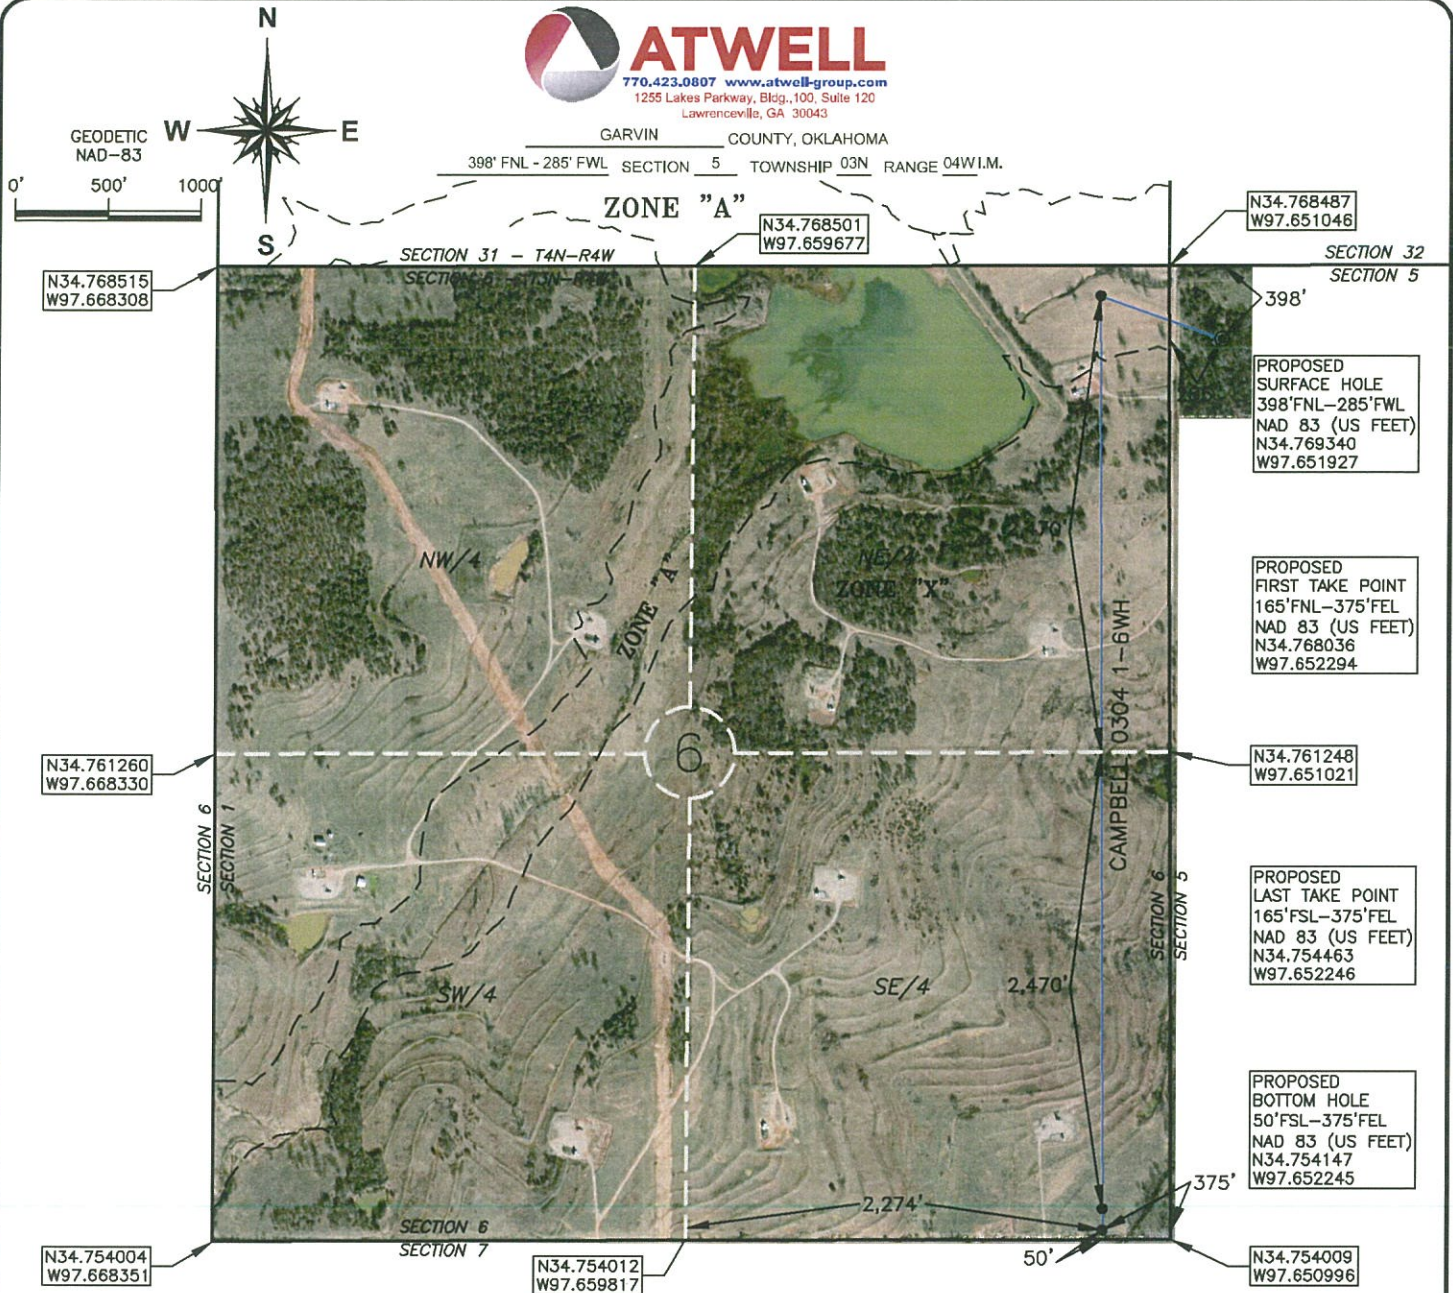 N
W
E
S
GEODETIC
NAD-83
0' 500' 1000'
ATWELL
770.423.0807 www.atwell-group.com
1255 Lakes Parkway, Bldg.,100, Suite 120
Lawrenceville, GA 30043
GARVIN COUNTY, OKLAHOMA
398' FNL - 285' FWL SECTION 5 TOWNSHIP 03N RANGE 04W I.M.
ZONE "A"
N34.768501
W97.659677
N34.768487
W97.651046
SECTION 31 - T4N-R4W
SECTION 32
SECTION 5
N34.768515
W97.668308
398'
PROPOSED
SURFACE HOLE
398'FNL-285'FWL
NAD 83 (US FEET)
N34.769340
W97.651927
NW/4
ZONE "A"
NE/4
ZONE "X"
PROPOSED
FIRST TAKE POINT
165'FNL-375'FEL
NAD 83 (US FEET)
N34.768036
W97.652294
CAMPBELL 0304 1-6WH
6
N34.761260
W97.668330
N34.761248
W97.651021
SECTION 6
SECTION 1
SECTION 6
SECTION 5
PROPOSED
LAST TAKE POINT
165'FSL-375'FEL
NAD 83 (US FEET)
N34.754463
W97.652246
SW/4
SE/4
2,470'
PROPOSED
BOTTOM HOLE
50'FSL-375'FEL
NAD 83 (US FEET)
N34.754147
W97.652245
375'
2,274'
SECTION 6
SECTION 7
50'
N34.754004
W97.668351
N34.754012
W97.659817
N34.754009
W97.650996